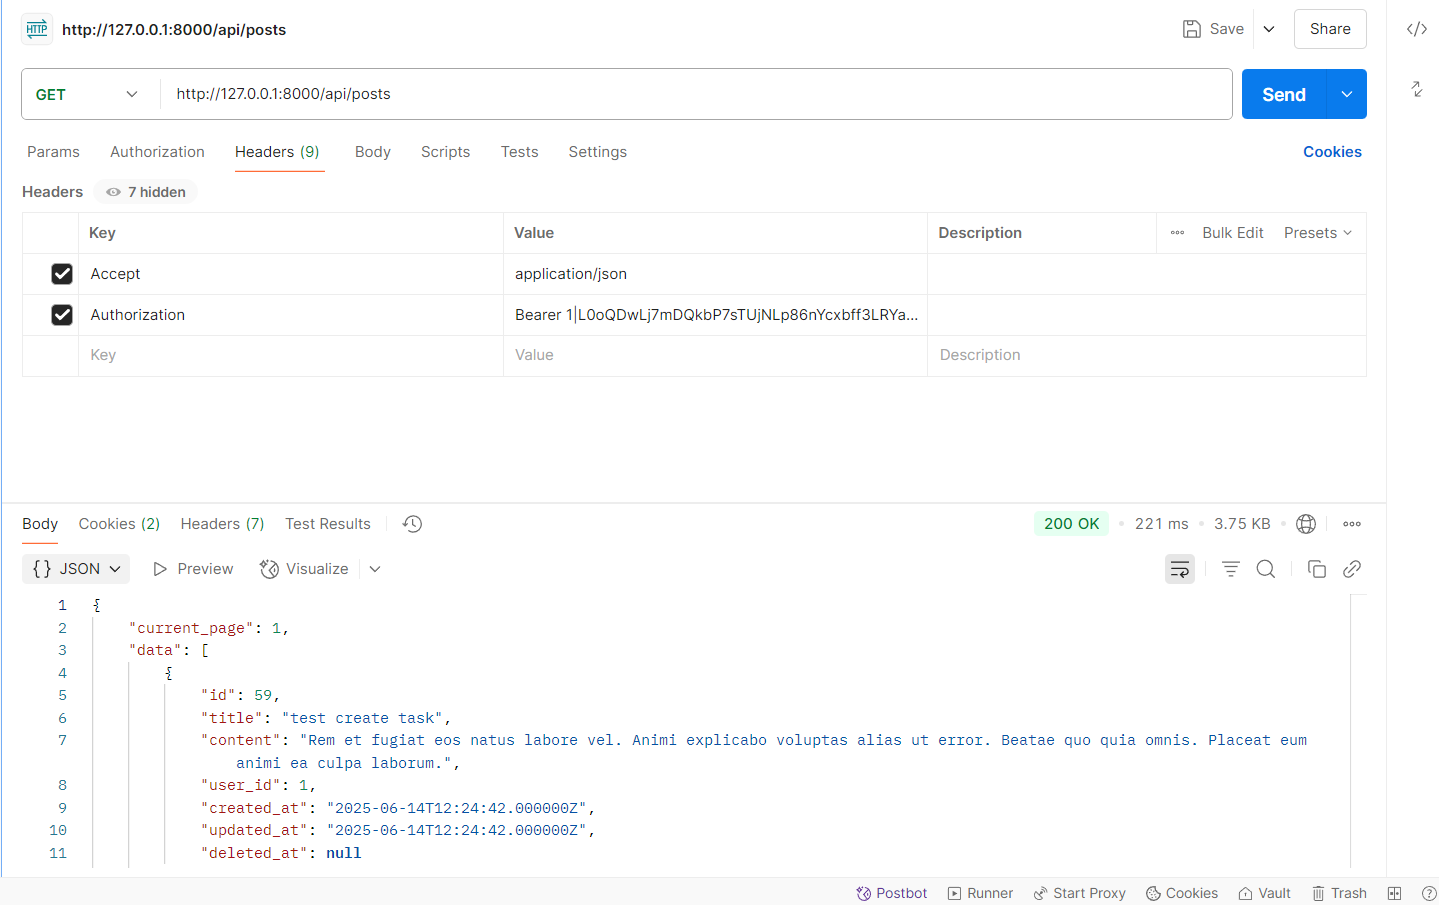 HTTP http://127.0.0.1:8000/api/posts Save Share
GET http://127.0.0.1:8000/api/posts Send
Params Authorization Headers (9) Body Scripts Tests Settings Cookies
Headers 7 hidden
Key Value Description Bulk Edit Presets
Accept application/json
Authorization Bearer 1|L0oQDwLj7mDQkbP7sTUjNLp86nYcxbff3LRYa...
Key Value Description
Body Cookies (2) Headers (7) Test Results 200 OK 221 ms 3.75 KB
{} JSON Preview Visualize
1 {
2 "current_page": 1,
3 "data": [
4 {
5 "id": 59,
6 "title": "test create task",
7 "content": "Rem et fugiat eos natus labore vel. Animi explicabo voluptas alias ut error. Beatae quo quia omnis. Placeat eum
animi ea culpa laborum.",
8 "user_id": 1,
9 "created_at": "2025-06-14T12:24:42.000000Z",
10 "updated_at": "2025-06-14T12:24:42.000000Z",
11 "deleted_at": null
Postbot Runner Start Proxy Cookies Vault Trash